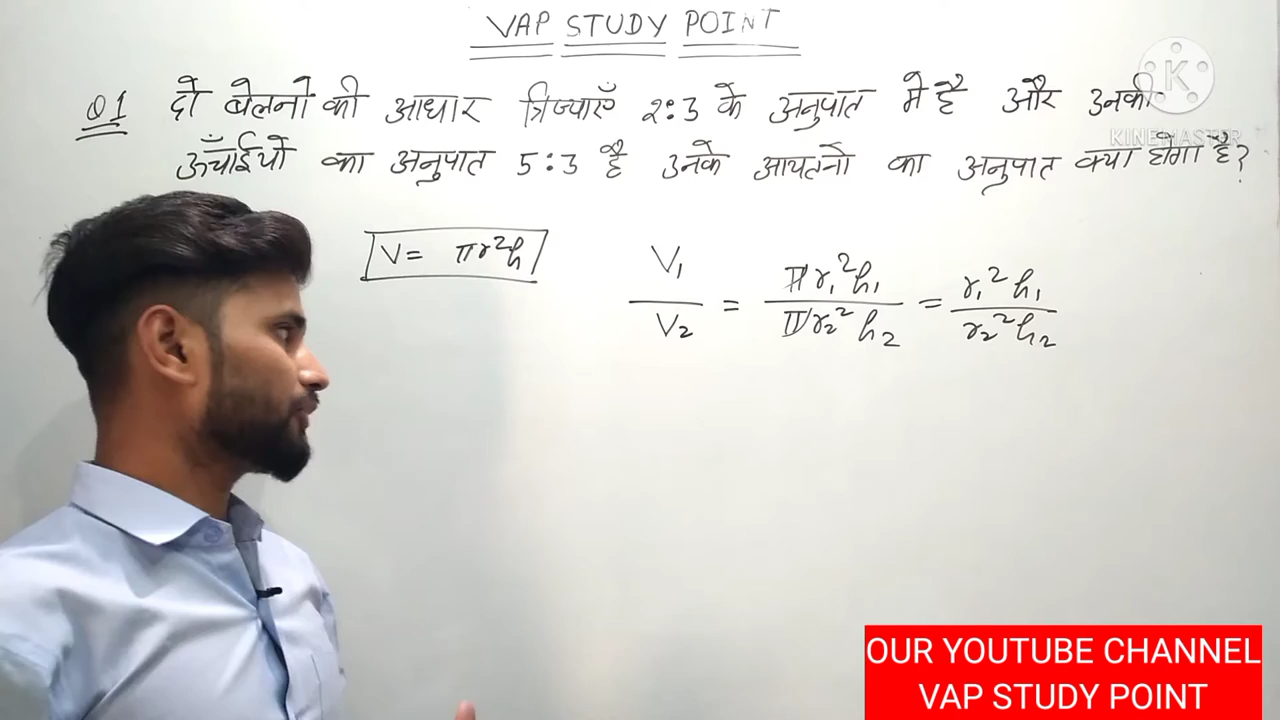 VAP STUDY POINT
Q1 दो बेलनो की आधार त्रिज्याएँ 2:3 के अनुपात मे है और उनकी
ऊँचाईयो का अनुपात 5:3 है उनके आयतनो का अनुपात क्या होगा है?
V = πr²h
V₁/V₂ = πr₁²h₁/πr₂²h₂ = r₁²h₁/r₂²h₂
K
KINEMASTER
OUR YOUTUBE CHANNEL
VAP STUDY POINT